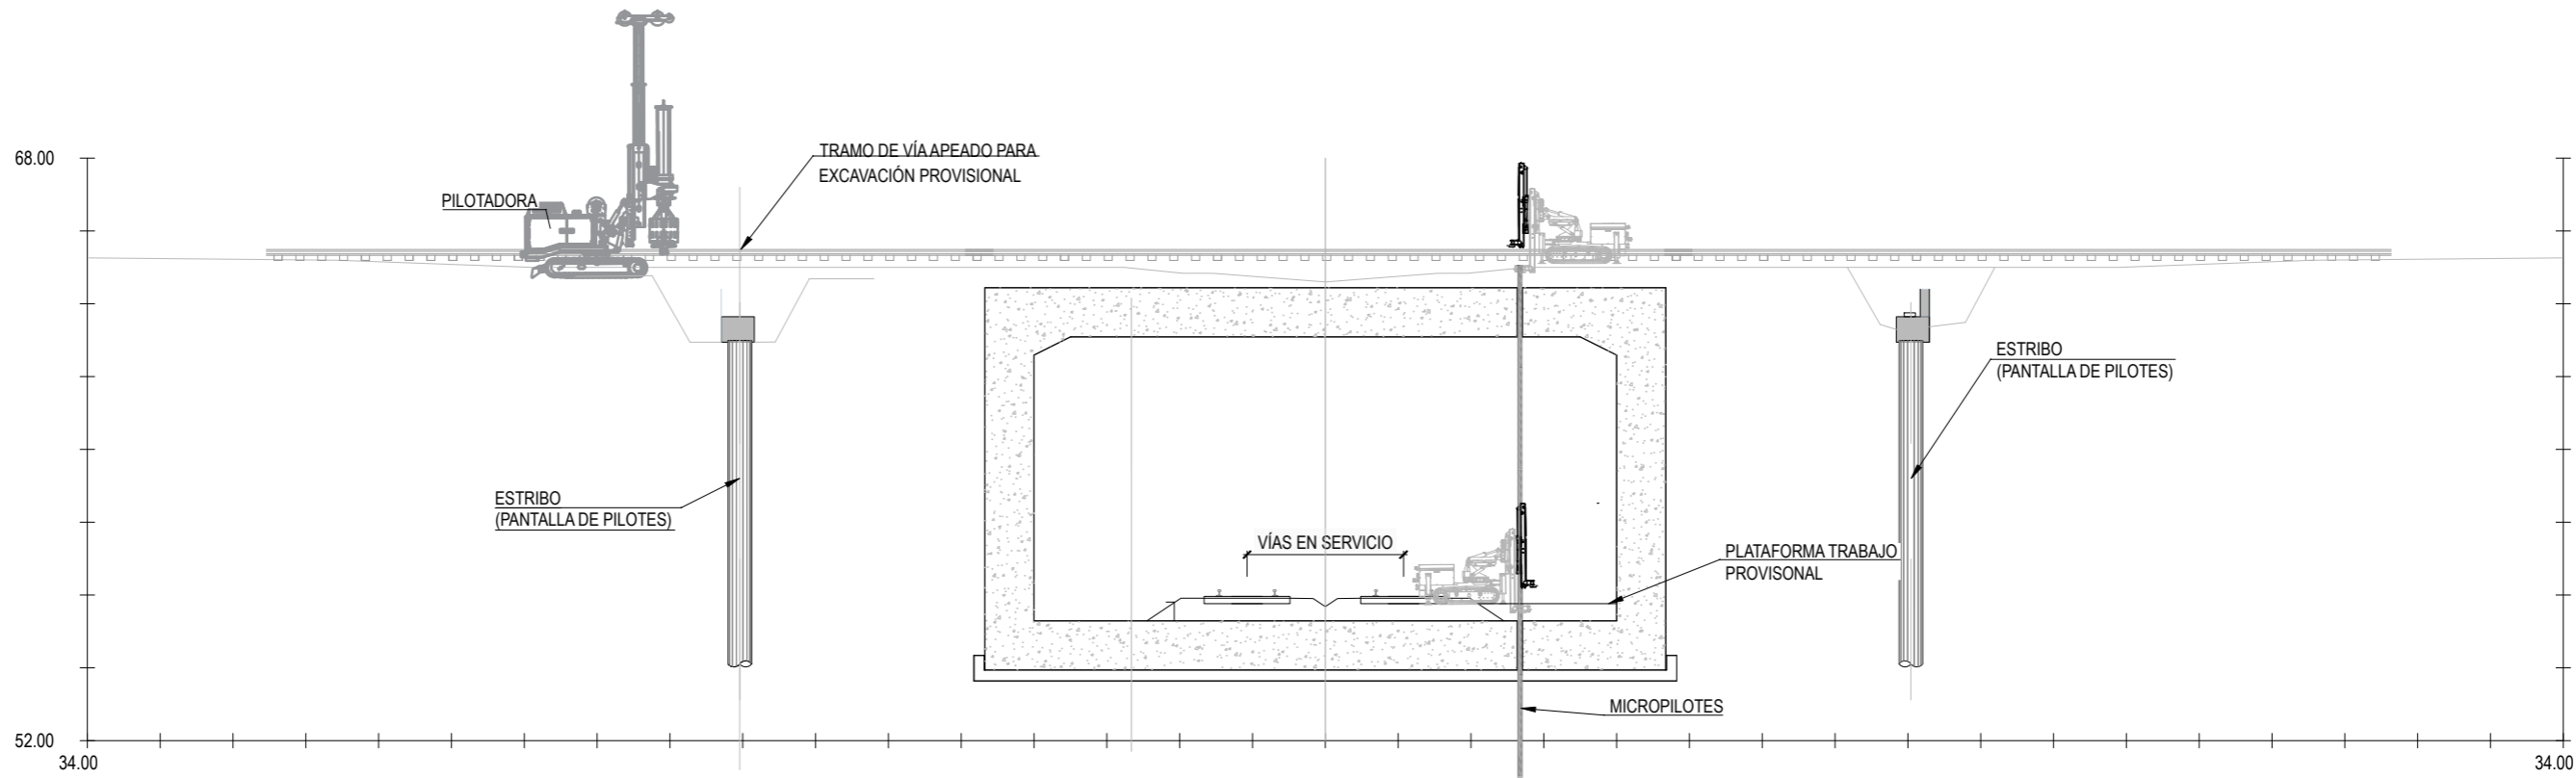 68.00
TRAMO DE VÍA APEADO PARA
EXCAVACIÓN PROVISIONAL
PILOTADORA
ESTRIBO
(PANTALLA DE PILOTES)
ESTRIBO
(PANTALLA DE PILOTES)
VÍAS EN SERVICIO
PLATAFORMA TRABAJO
PROVISONAL
MICROPILOTES
52.00
34.00
34.00